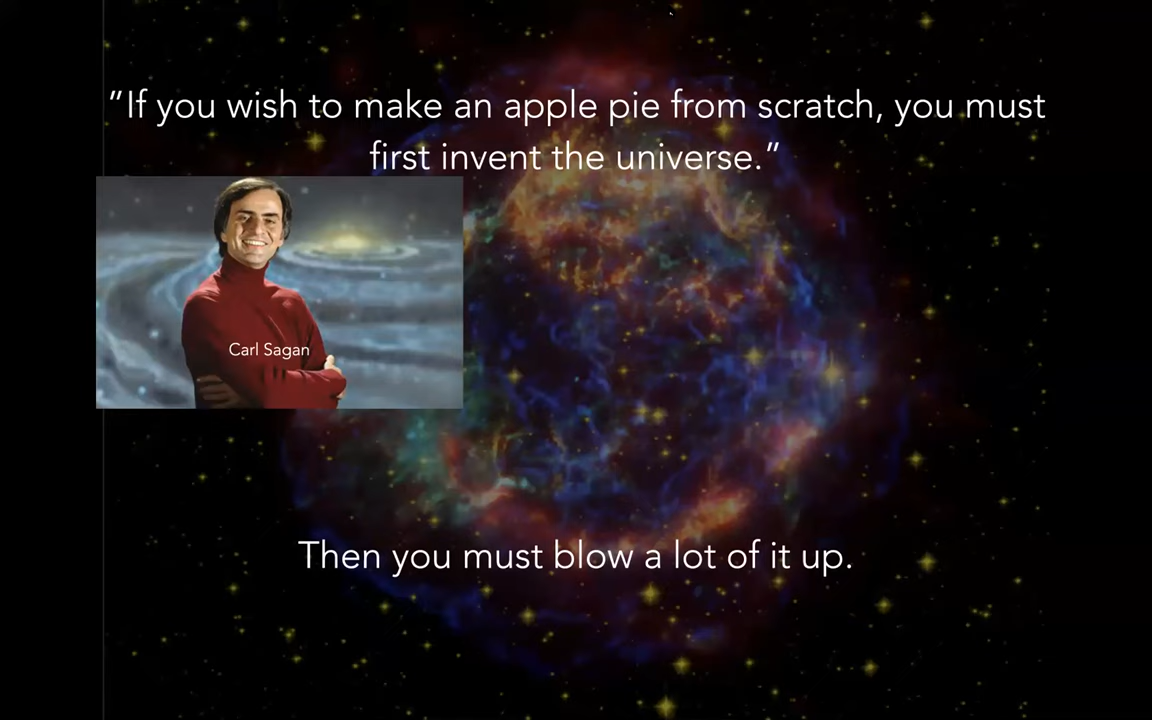 ”If you wish to make an apple pie from scratch, you must
first invent the universe.”
Carl Sagan
Then you must blow a lot of it up.